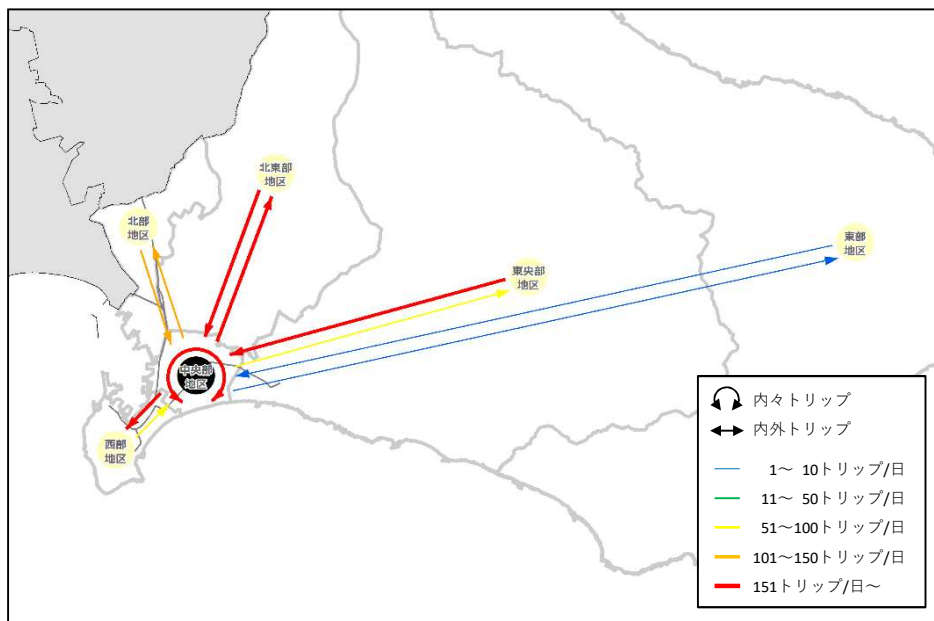 北東部
地区
北部
地区
東部
地区
東央部
地区
中央部
地区
西部
地区
内々トリップ
内外トリップ
1～ 10トリップ/日
11～ 50トリップ/日
51～100トリップ/日
101～150トリップ/日
151トリップ/日～